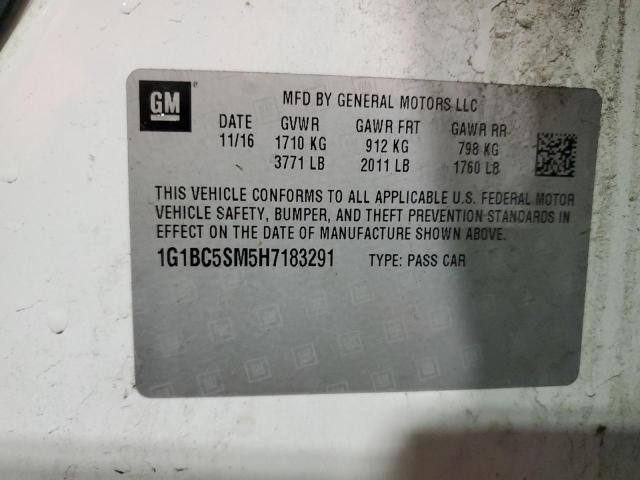 GM
MFD BY GENERAL MOTORS LLC
DATE GVWR GAWR FRT GAWR RR
11/16 1710 KG 912 KG 798 KG
3771 LB 2011 LB 1760 LB
THIS VEHICLE CONFORMS TO ALL APPLICABLE U.S. FEDERAL MOTOR
VEHICLE SAFETY, BUMPER, AND THEFT PREVENTION STANDARDS IN
EFFECT ON THE DATE OF MANUFACTURE SHOWN ABOVE.
1G1BC5SM5H7183291 TYPE: PASS CAR